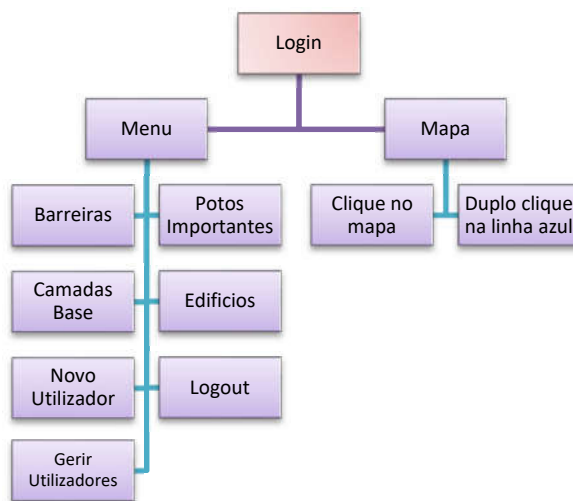 Login
Menu
Mapa
Barreiras
Potos
Importantes
Clique no
mapa
Duplo clique
na linha azul
Camadas
Base
Edificios
Novo
Utilizador
Logout
Gerir
Utilizadores